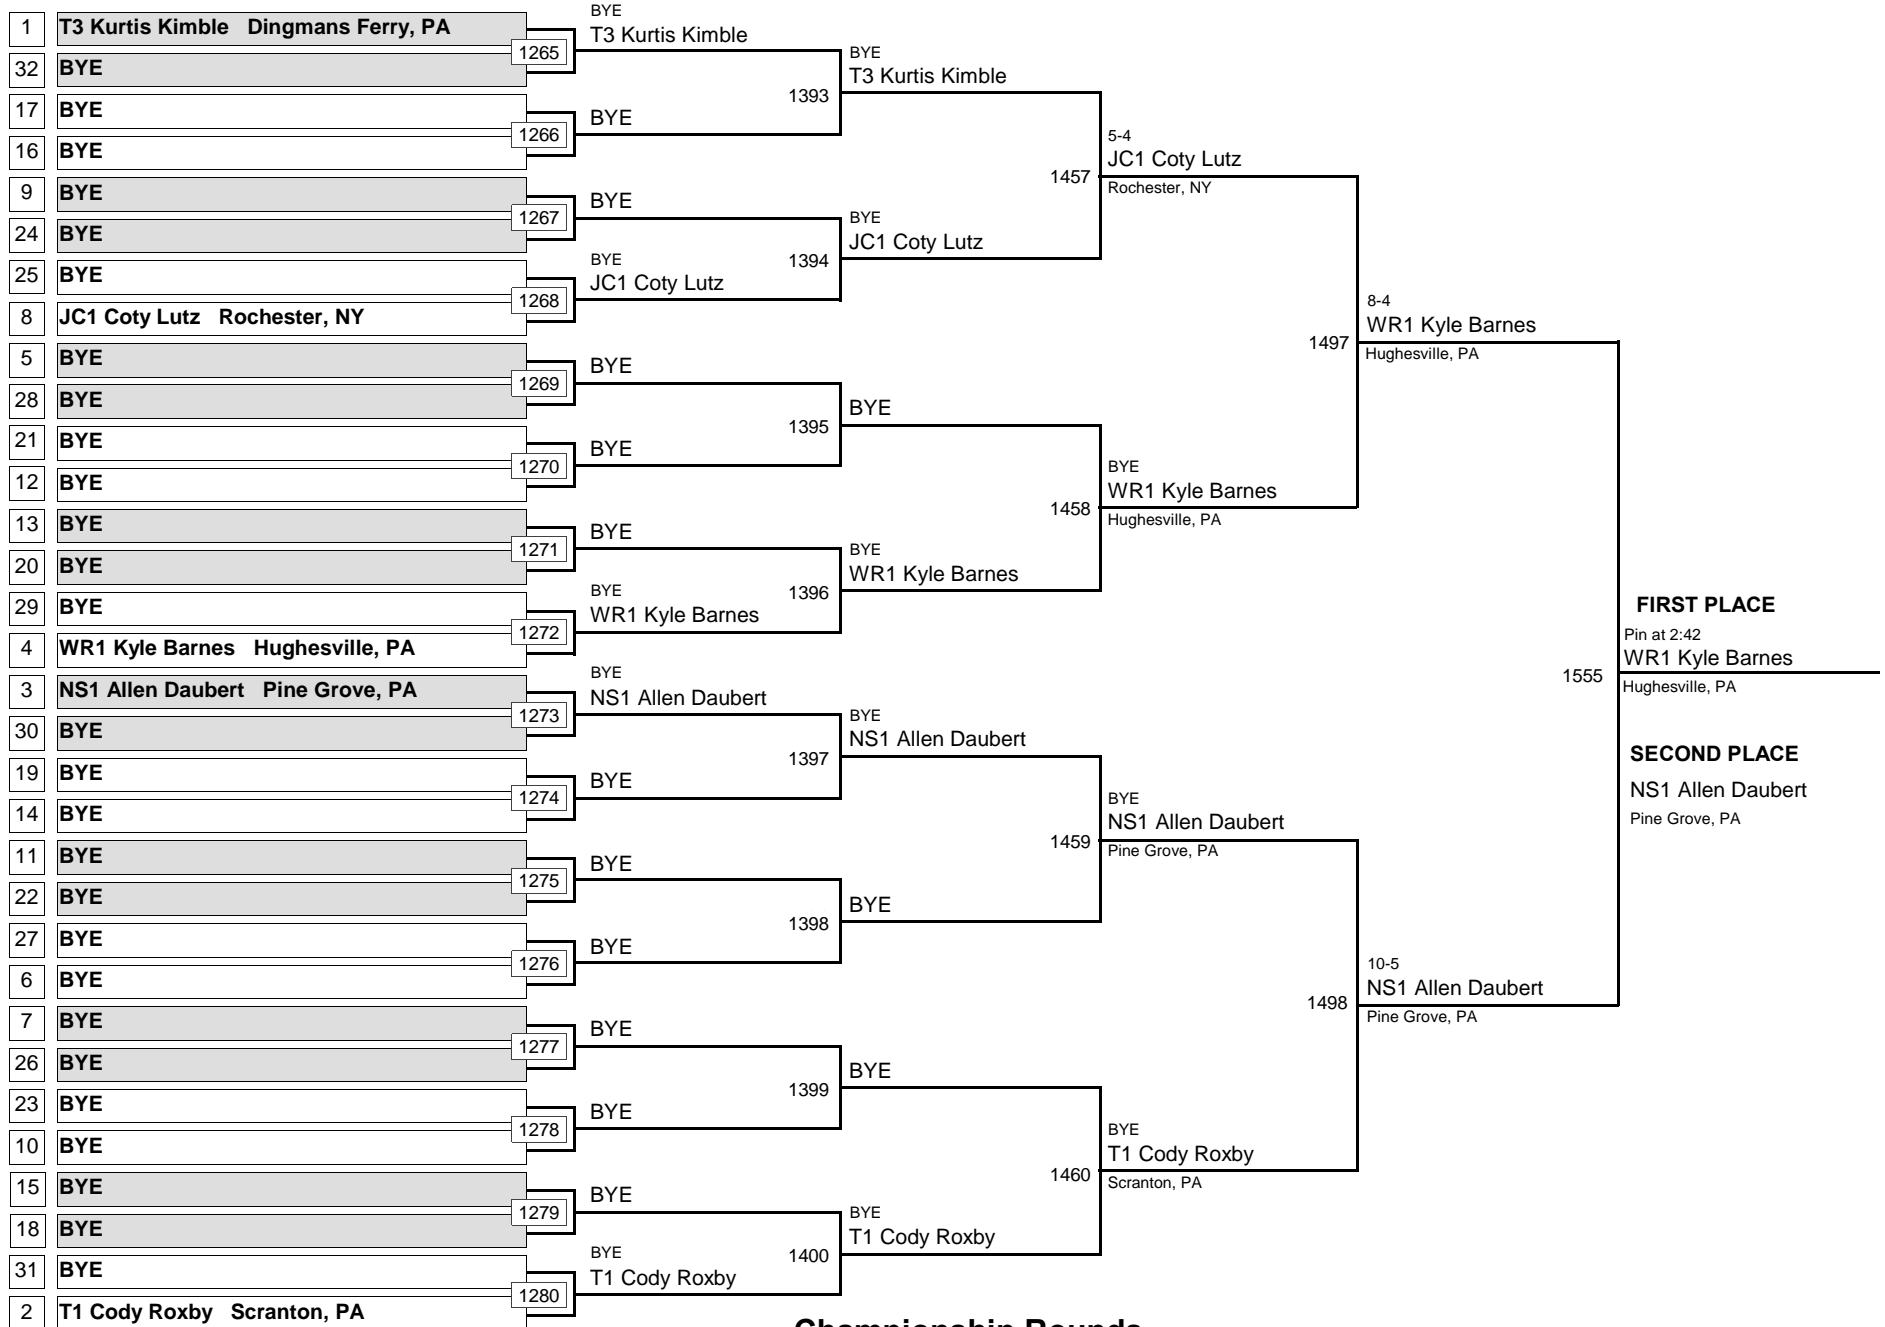 1 T3 Kurtis Kimble Dingmans Ferry, PA
32 BYE
17 BYE
16 BYE
9 BYE
24 BYE
25 BYE
8 JC1 Coty Lutz Rochester, NY
5 BYE
28 BYE
21 BYE
12 BYE
13 BYE
20 BYE
29 BYE
4 WR1 Kyle Barnes Hughesville, PA
3 NS1 Allen Daubert Pine Grove, PA
30 BYE
19 BYE
14 BYE
11 BYE
22 BYE
27 BYE
6 BYE
7 BYE
26 BYE
23 BYE
10 BYE
15 BYE
18 BYE
31 BYE
2 T1 Cody Roxby Scranton, PA
1265
1266
1267
1268
1269
1270
1271
1272
1273
1274
1275
1276
1277
1278
1279
1280
BYE
T3 Kurtis Kimble
BYE
BYE
BYE
JC1 Coty Lutz
BYE
BYE
BYE
BYE
WR1 Kyle Barnes
BYE
NS1 Allen Daubert
BYE
BYE
BYE
BYE
BYE
BYE
BYE
T1 Cody Roxby
1393
1394
1395
1396
1397
1398
1399
1400
BYE
T3 Kurtis Kimble
BYE
JC1 Coty Lutz
BYE
BYE
WR1 Kyle Barnes
BYE
NS1 Allen Daubert
BYE
BYE
BYE
T1 Cody Roxby
1457
1458
1459
1460
5-4
JC1 Coty Lutz
Rochester, NY
BYE
WR1 Kyle Barnes
Hughesville, PA
BYE
NS1 Allen Daubert
Pine Grove, PA
BYE
T1 Cody Roxby
Scranton, PA
1497
1498
8-4
WR1 Kyle Barnes
Hughesville, PA
10-5
NS1 Allen Daubert
Pine Grove, PA
1555
FIRST PLACE
Pin at 2:42
WR1 Kyle Barnes
Hughesville, PA
SECOND PLACE
NS1 Allen Daubert
Pine Grove, PA
Championship Rounds